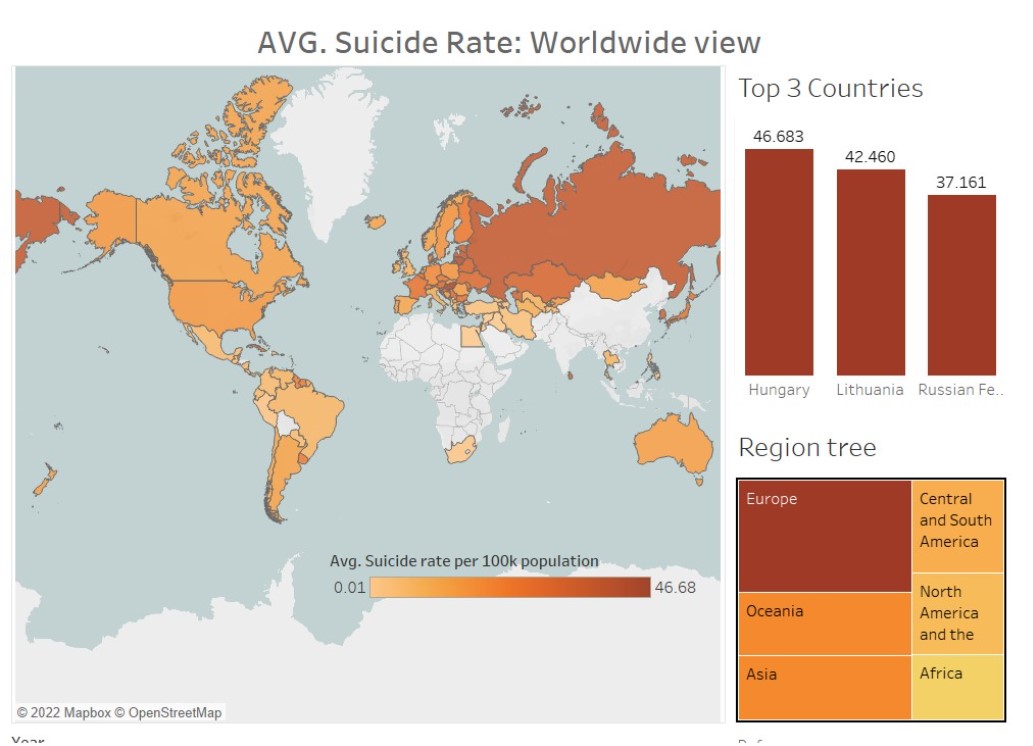 AVG. Suicide Rate: Worldwide view
Top 3 Countries
46.683
42.460
37.161
Hungary
Lithuania
Russian Fe..
Region tree
Europe
Oceania
Asia
Central
and South
America
North
America
and the
Africa
Avg. Suicide rate per 100k population
0.01
46.68
© 2022 Mapbox © OpenStreetMap